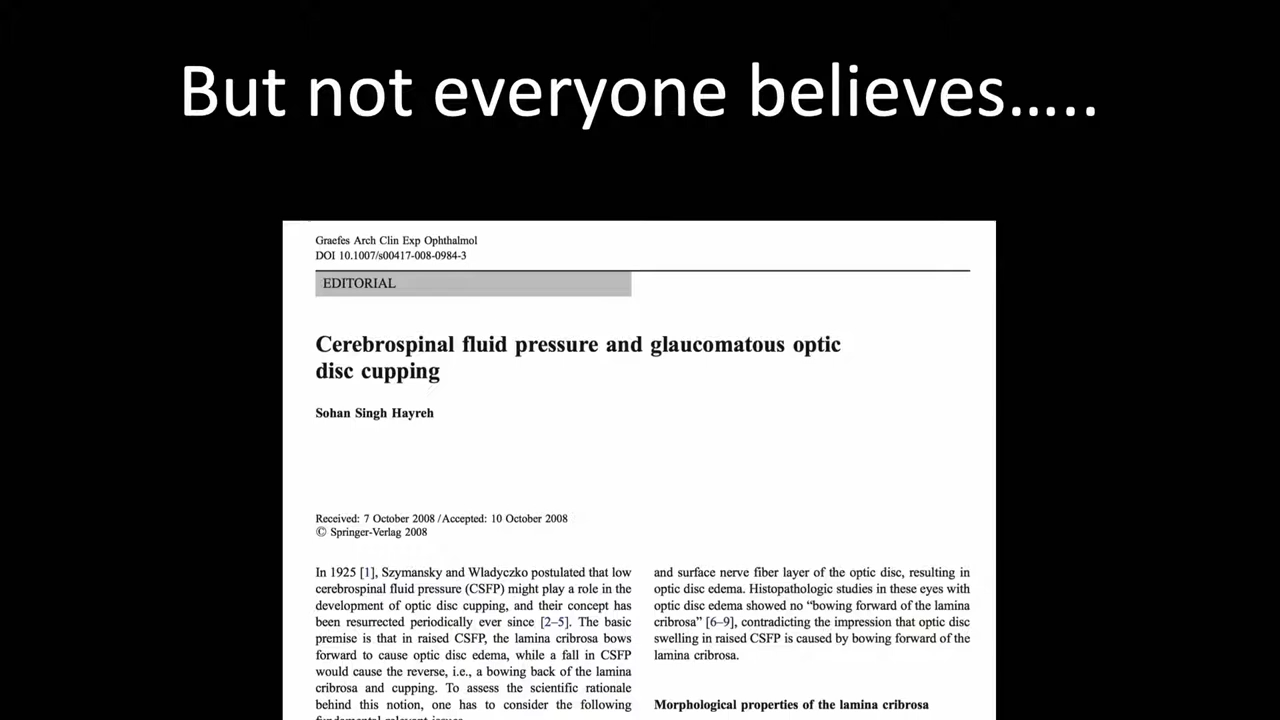 But not everyone believes.....
Graefes Arch Clin Exp Ophthalmol
DOI 10.1007/s00417-008-0984-3
EDITORIAL
Cerebrospinal fluid pressure and glaucomatous optic
disc cupping
Sohan Singh Hayreh
Received: 7 October 2008 / Accepted: 10 October 2008
© Springer-Verlag 2008
In 1925 [1], Szymansky and Wladyczko postulated that low
cerebrospinal fluid pressure (CSFP) might play a role in the
development of optic disc cupping, and their concept has
been resurrected periodically ever since [2–5]. The basic
premise is that in raised CSFP, the lamina cribrosa bows
forward to cause optic disc edema, while a fall in CSFP
would cause the reverse, i.e., a bowing back of the lamina
cribrosa and cupping. To assess the scientific rationale
behind this notion, one has to consider the following
fundamental relevant issues.
and surface nerve fiber layer of the optic disc, resulting in
optic disc edema. Histopathologic studies in these eyes with
optic disc edema showed no “bowing forward of the lamina
cribrosa” [6–9], contradicting the impression that optic disc
swelling in raised CSFP is caused by bowing forward of the
lamina cribrosa.
Morphological properties of the lamina cribrosa